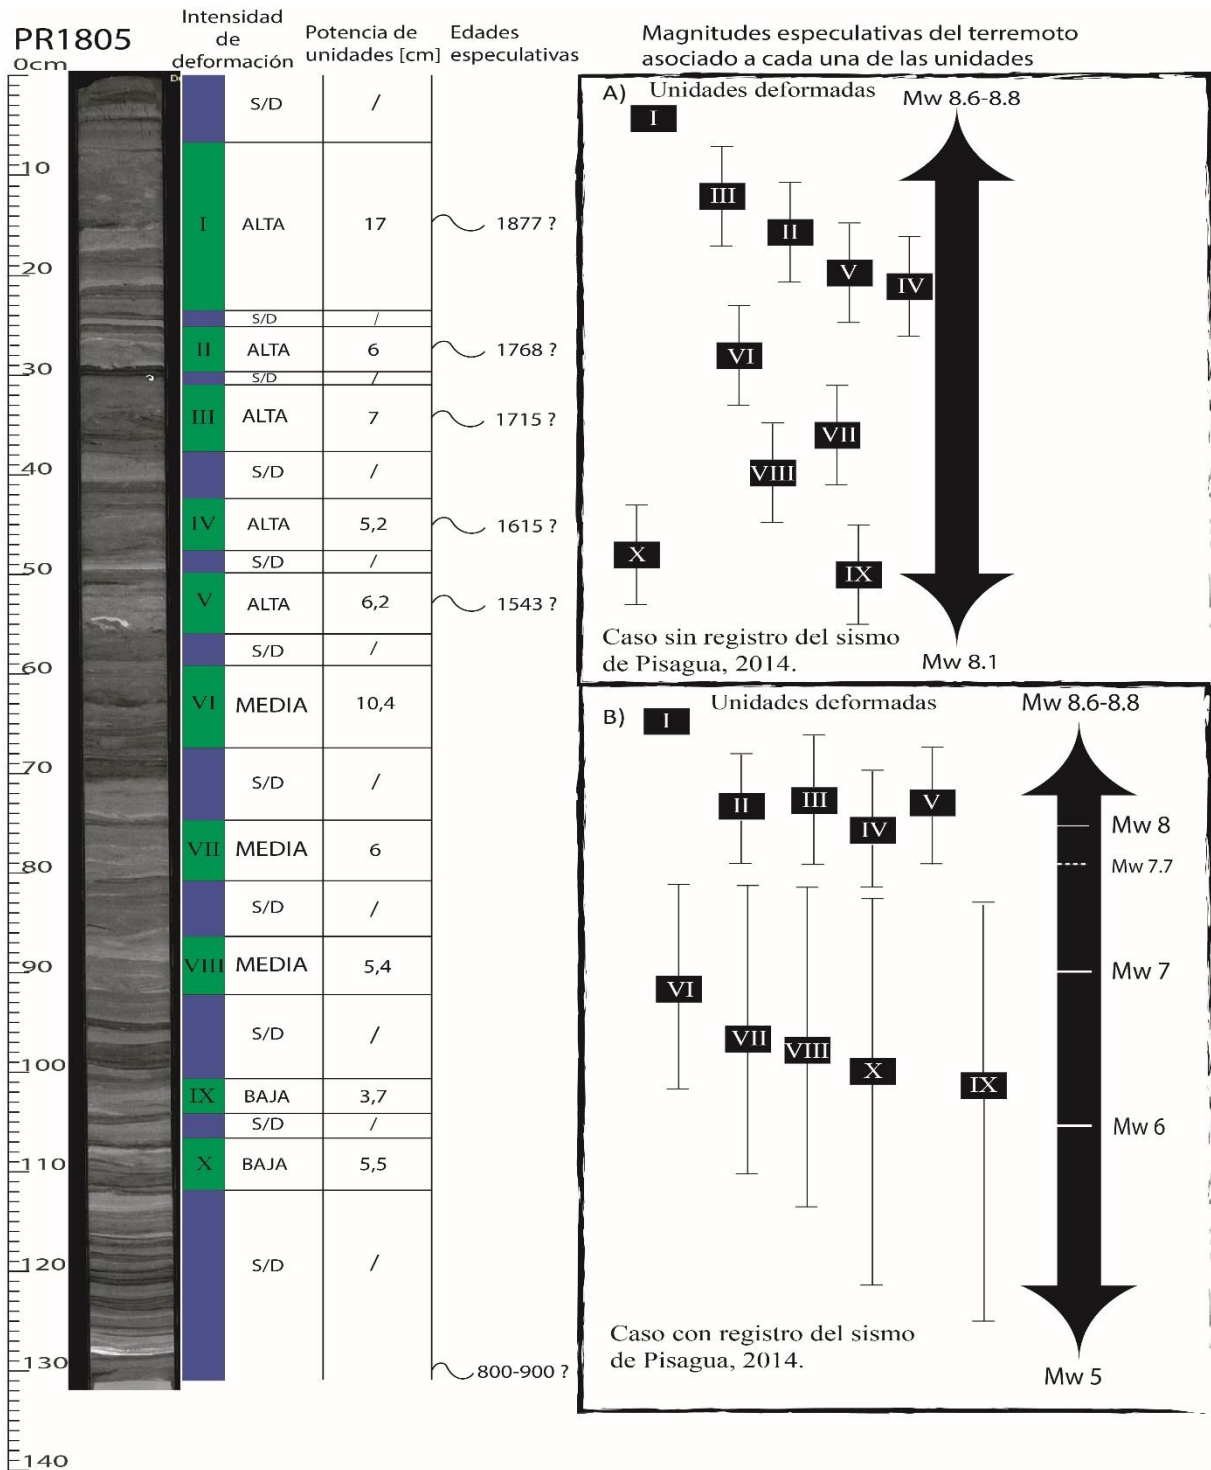 PR1805
Intensidad
de
deformación
Potencia de
unidades [cm]
Edades
especulativas
Magnitudes especulativas del terremoto
asociado a cada una de las unidades
0cm
10
20
30
40
50
60
70
80
90
100
110
120
130
140
S/D /
I ALTA 17 1877 ?
S/D /
II ALTA 6 1768 ?
S/D /
III ALTA 7 1715 ?
S/D /
IV ALTA 5,2 1615 ?
S/D /
V ALTA 6,2 1543 ?
S/D /
VI MEDIA 10,4
S/D /
VII MEDIA 6
S/D /
VIII MEDIA 5,4
S/D /
IX BAJA 3,7
S/D /
X BAJA 5,5
S/D /
800-900 ?
A) Unidades deformadas
Mw 8.6-8.8
I
III
II
V
IV
VI
VII
VIII
X
IX
Caso sin registro del sismo
de Pisagua, 2014.
Mw 8.1
B) Unidades deformadas
Mw 8.6-8.8
I
II
III
IV
V
Mw 8
Mw 7.7
Mw 7
VI
VII
VIII
X
IX
Mw 6
Caso con registro del sismo
de Pisagua, 2014.
Mw 5